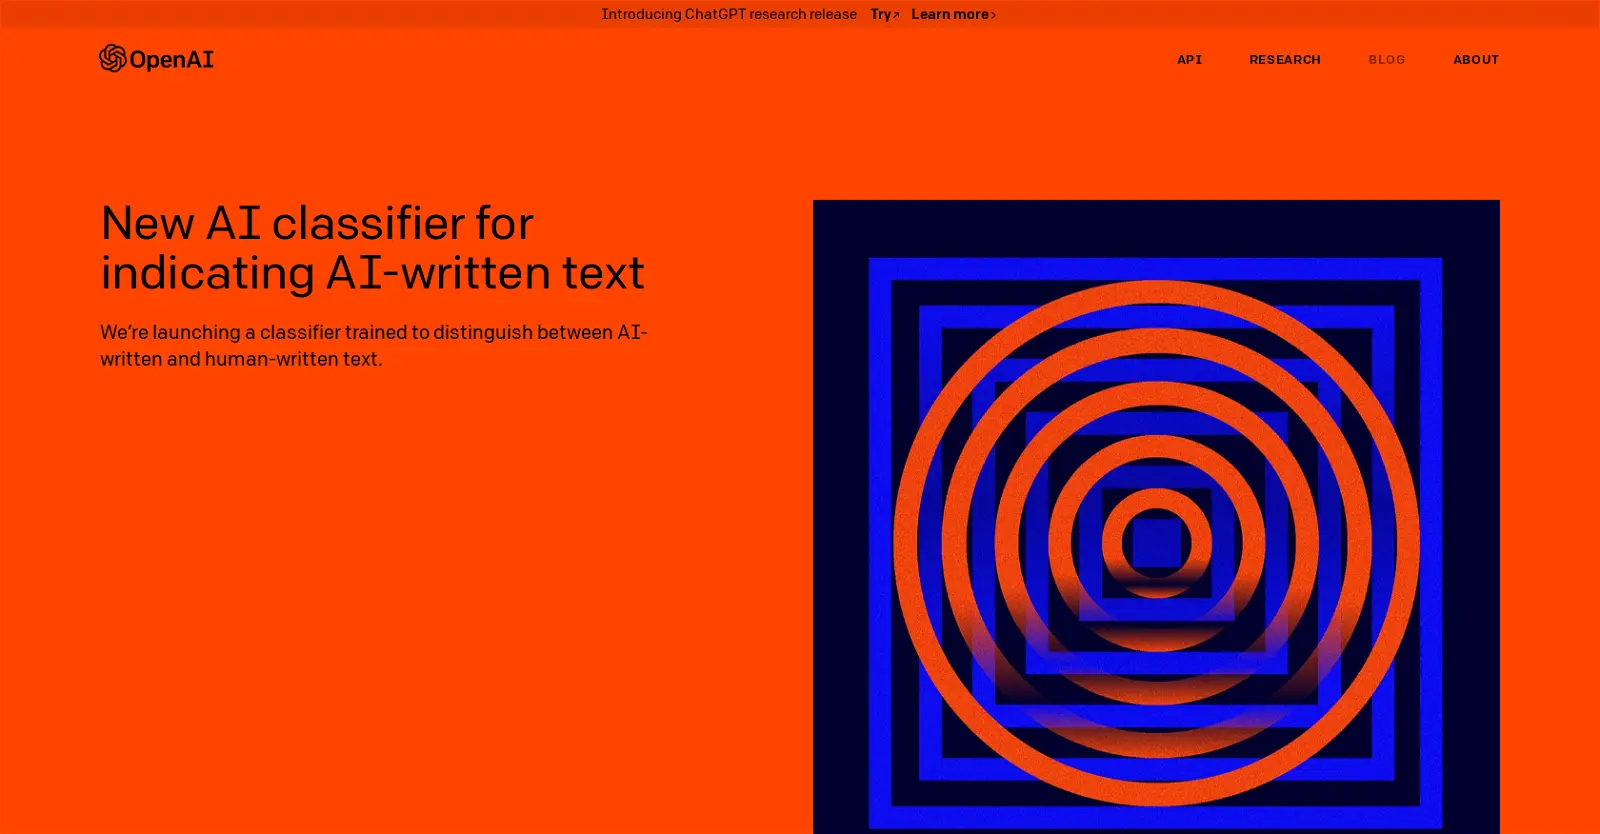 Introducing ChatGPT research release Try↗ Learn more›
OpenAI
API RESEARCH BLOG ABOUT
New AI classifier for
indicating AI-written text
We're launching a classifier trained to distinguish between AI-
written and human-written text.